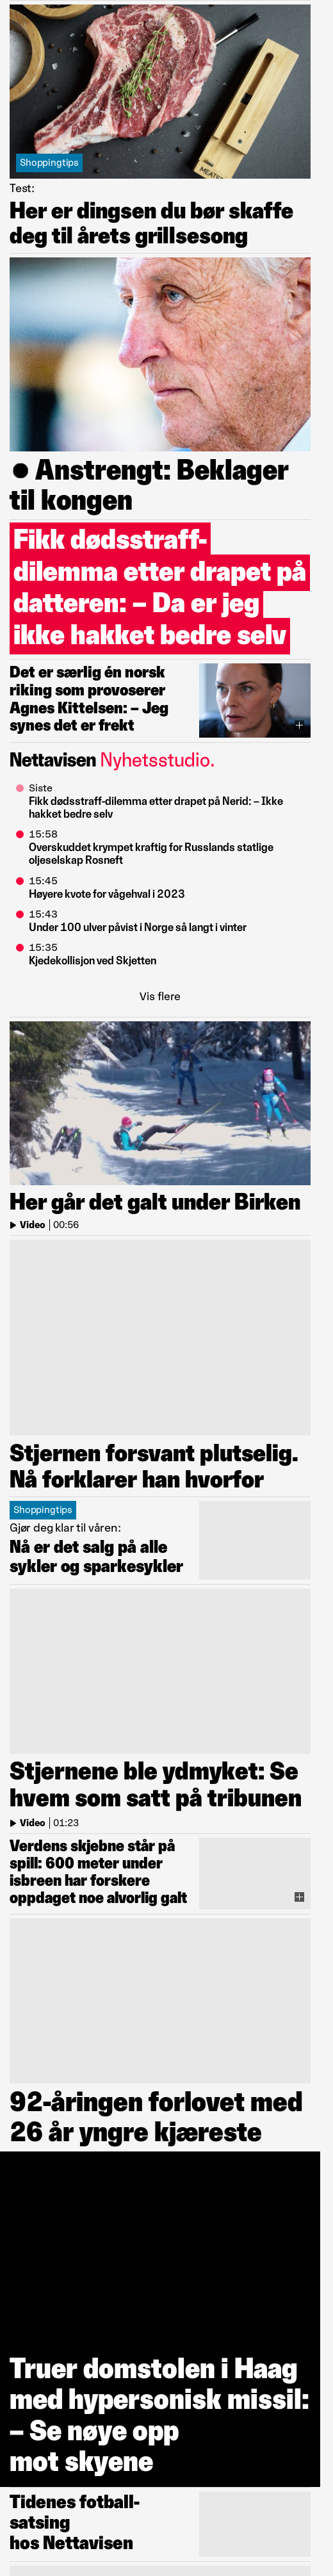 MEATER
Shoppingtips
Test:
Her er dingsen du bør skaffe
deg til årets grillsesong
Anstrengt: Beklager
til kongen
Fikk dødsstraff-
dilemma etter drapet på
datteren: – Da er jeg
ikke hakket bedre selv
Det er særlig én norsk
riking som provoserer
Agnes Kittelsen: – Jeg
synes det er frekt
Nettavisen Nyhetsstudio.
Siste
Fikk dødsstraff-dilemma etter drapet på Nerid: – Ikke
hakket bedre selv
15:58
Overskuddet krympet kraftig for Russlands statlige
oljeselskap Rosneft
15:45
Høyere kvote for vågehval i 2023
15:43
Under 100 ulver påvist i Norge så langt i vinter
15:35
Kjedekollisjon ved Skjetten
Vis flere
Her går det galt under Birken
Video | 00:56
Stjernen forsvant plutselig.
Nå forklarer han hvorfor
Shoppingtips
Gjør deg klar til våren:
Nå er det salg på alle
sykler og sparkesykler
Stjernene ble ydmyket: Se
hvem som satt på tribunen
Video | 01:23
Verdens skjebne står på
spill: 600 meter under
isbreen har forskere
oppdaget noe alvorlig galt
92-åringen forlovet med
26 år yngre kjæreste
Truer domstolen i Haag
med hypersonisk missil:
– Se nøye opp
mot skyene
Tidenes fotball-
satsing
hos Nettavisen